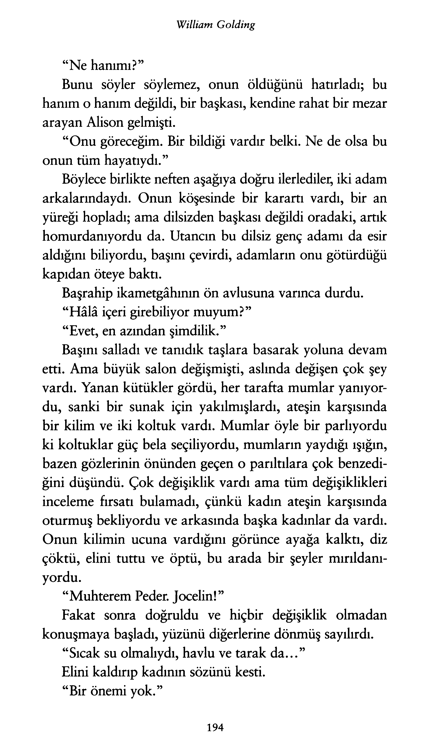 William Golding
“Ne hanımı?”
Bunu söyler söylemez, onun öldüğünü hatırladı; bu
hanım o hanım değildi, bir başkası, kendine rahat bir mezar
arayan Alison gelmişti.
“Onu göreceğim. Bir bildiği vardır belki. Ne de olsa bu
onun tüm hayatıydı.”
Böylece birlikte neften aşağıya doğru ilerlediler, iki adam
arkalarındaydı. Onun köşesinde bir karartı vardı, bir an
yüreği hopladı; ama dilsizden başkası değildi oradaki, artık
homurdanıyordu da. Utancın bu dilsiz genç adamı da esir
aldığını biliyordu, başını çevirdi, adamların onu götürdüğü
kapıdan öteye baktı.
Başrahip ikametgâhının ön avlusuna varınca durdu.
“Hâlâ içeri girebiliyor muyum?”
“Evet, en azından şimdilik.”
Başını salladı ve tanıdık taşlara basarak yoluna devam
etti. Ama büyük salon değişmişti, aslında değişen çok şey
vardı. Yanan kütükler gördü, her tarafta mumlar yanıyor-
du, sanki bir sunak için yakılmışlardı, ateşin karşısında
bir kilim ve iki koltuk vardı. Mumlar öyle bir parlıyordu
ki koltuklar güç bela seçiliyordu, mumların yaydığı ışığın,
bazen gözlerinin önünden geçen o parıltılara çok benzedi-
ğini düşündü. Çok değişiklik vardı ama tüm değişiklikleri
inceleme fırsatı bulamadı, çünkü kadın ateşin karşısında
oturmuş bekliyordu ve arkasında başka kadınlar da vardı.
Onun kilimin ucuna vardığını görünce ayağa kalktı, diz
çöktü, elini tuttu ve öptü, bu arada bir şeyler mırıldanı-
yordu.
“Muhterem Peder. Jocelin!”
Fakat sonra doğruldu ve hiçbir değişiklik olmadan
konuşmaya başladı, yüzünü diğerlerine dönmüş sayılırdı.
“Sıcak su olmalıydı, havlu ve tarak da...”
Elini kaldırıp kadının sözünü kesti.
“Bir önemi yok.”
194